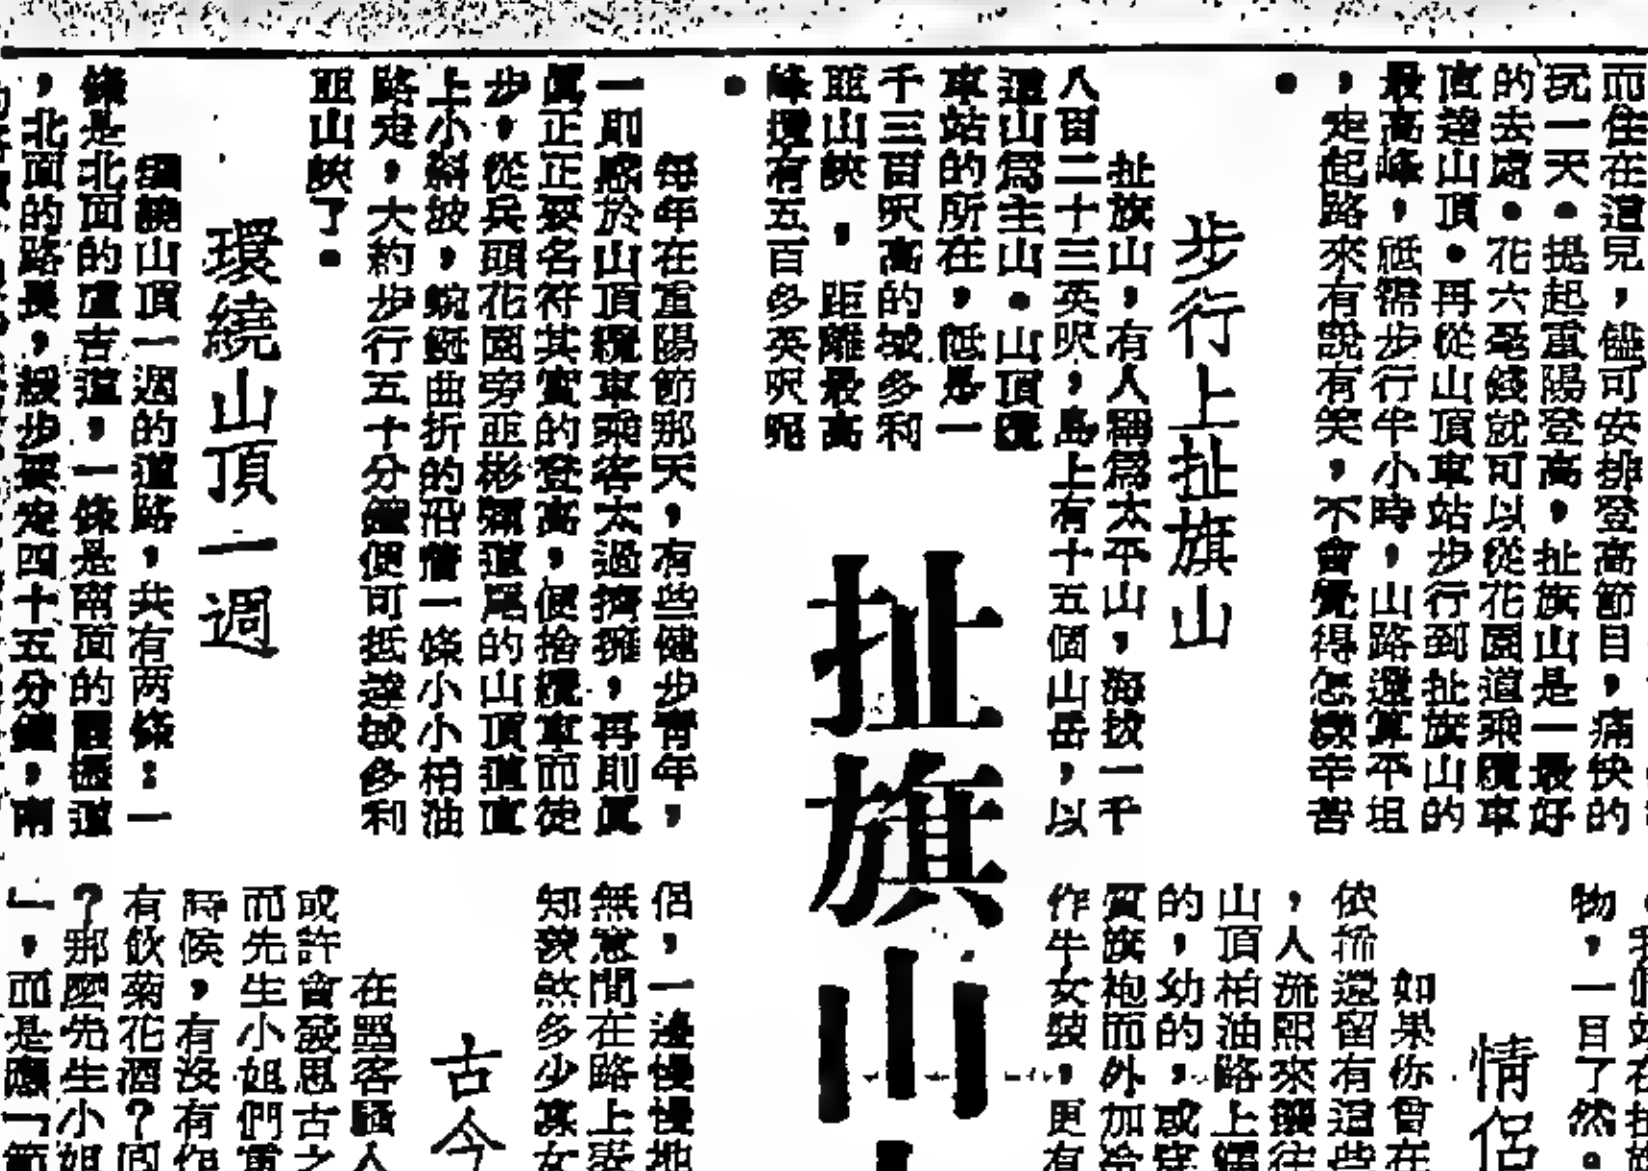 而住在這兒，儘可安排登高節目，痛快的
玩一天。提起重陽登高，扯旗山是一最好
的去處。花六毫錢就可以從花園道乘纜車
直達山頂。再從山頂車站步行到扯旗山的
最高峰，祗需步行半小時，山路還算不坦
，走起路來有說有笑，不會覺得怎樣辛苦
。
步行上扯旗山
扯旗山，有人稱爲太平山，海拔一千
八百二十三英呎，島上有十五個山岳，以
這山爲主山。山頂纜
車站的所在，祗是一
千三百呎高的域多利
亞山峽，距離最高
峰還有五百多英呎呢
。
扯旗山
每年在重陽節那天，有些健步青年，
一則感於山頂纜車乘客太過擠擁，再則眞
眞正正要名符其實的登高，便捨纜車而徒
步，從兵頭花園旁亜彬彌道尾的山頂道直
上小斜坡，蜿蜒曲折的沿着一條小小柏油
路走，大約步行五十分鐘便可抵達域多利
亜山峽了。
環繞山頂一週
環繞山頂一週的道路，共有两條：一
條是北面的盧吉道，一條是南面的道
，北面的路長，緩步要走四十五分鐘，南
物，一目了然。
情侶
如果你曾在
依稀還留有這些
，人流熙來攘往
山頂柏油路上
的，幼的，或穿
質旗袍而外加
作牛女裝，更有
侶，一邊慢慢地
無意間在路上
知羨煞多少
古今
在墨客騷人
或許會發思古之
而先生小姐們
時候，有沒有
有飲菊花酒？
？那麼先生小姐
」，而是應「節